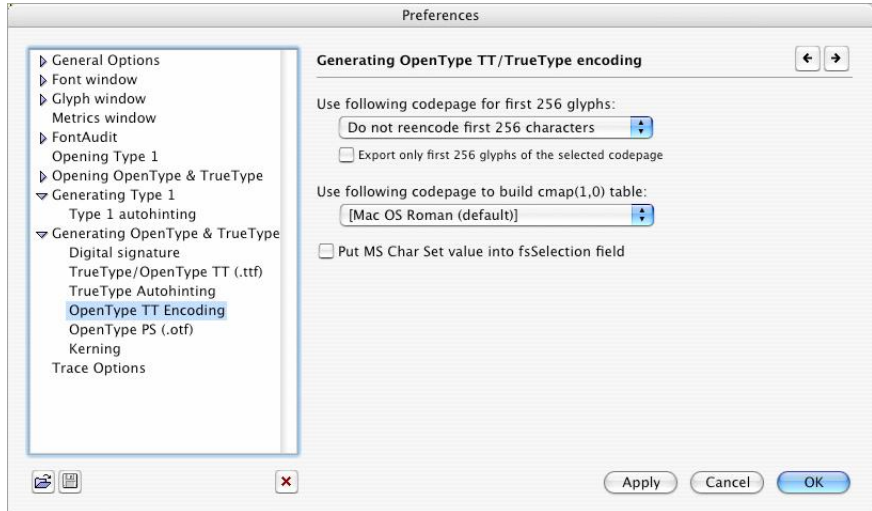 Preferences
General Options
Font window
Glyph window
Metrics window
FontAudit
Opening Type 1
Opening OpenType & TrueType
Generating Type 1
Type 1 autohinting
Generating OpenType & TrueType
Digital signature
TrueType/OpenType TT (.ttf)
TrueType Autohinting
OpenType TT Encoding
OpenType PS (.otf)
Kerning
Trace Options
Generating OpenType TT/TrueType encoding
Use following codepage for first 256 glyphs:
Do not reencode first 256 characters
Export only first 256 glyphs of the selected codepage
Use following codepage to build cmap(1,0) table:
[Mac OS Roman (default)]
Put MS Char Set value into fsSelection field
Apply
Cancel
OK